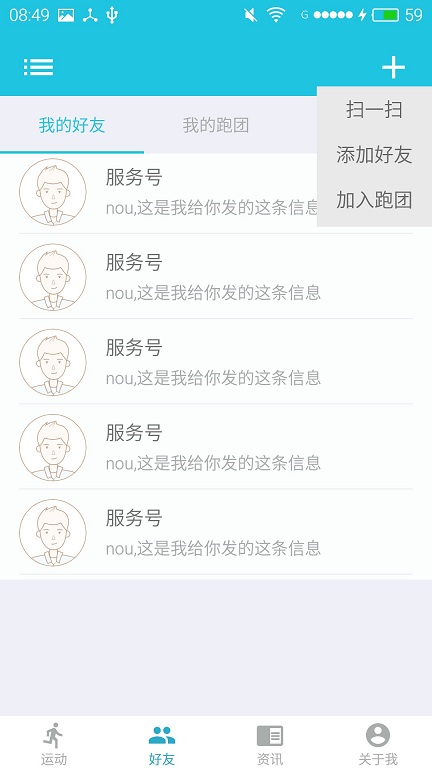 08:49 G 59
我的好友 我的跑团
扫一扫
添加好友
加入跑团
服务号
nou,这是我给你发的这条信息
服务号
nou,这是我给你发的这条信息
服务号
nou,这是我给你发的这条信息
服务号
nou,这是我给你发的这条信息
服务号
nou,这是我给你发的这条信息
运动 好友 资讯 关于我